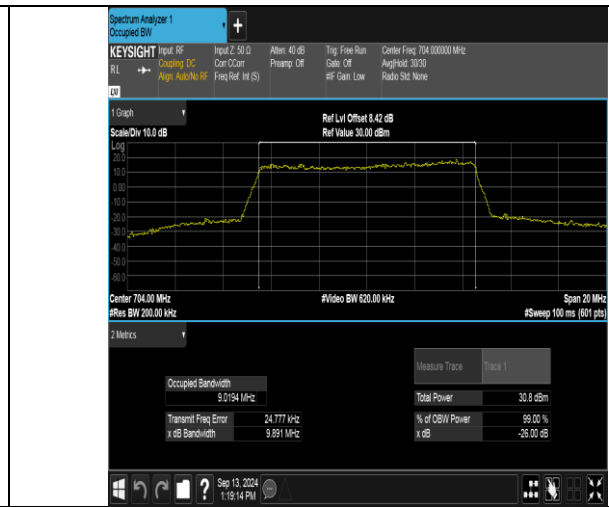 Spectrum Analyzer 1
Occupied BW
KEYSIGHT Input: RF Input Z: 50 Ω Atten: 40 dB Trig: Free Run Center Freq: 704.000000 MHz
RL Coupling: DC Corr CCorr Preamp: Off Gate: Off Avg|Hold: 30/30
Align: Auto/No RF Freq Ref: Int (S) #IF Gain: Low Radio Std: None
LXI
1 Graph
Ref Lvl Offset 8.42 dB
Scale/Div 10.0 dB Ref Value 30.00 dBm
Log
20.0
10.0
0.00
-10.0
-20.0
-30.0
-40.0
-50.0
-60.0
Center 704.00 MHz #Video BW 620.00 kHz Span 20 MHz
#Res BW 200.00 kHz #Sweep 100 ms (601 pts)
2 Metrics
Measure Trace Trace 1
Occupied Bandwidth
9.0194 MHz Total Power 30.8 dBm
Transmit Freq Error 24.777 kHz % of OBW Power 99.00 %
x dB Bandwidth 9.891 MHz x dB -26.00 dB
? Sep 13, 2024
1:19:14 PM